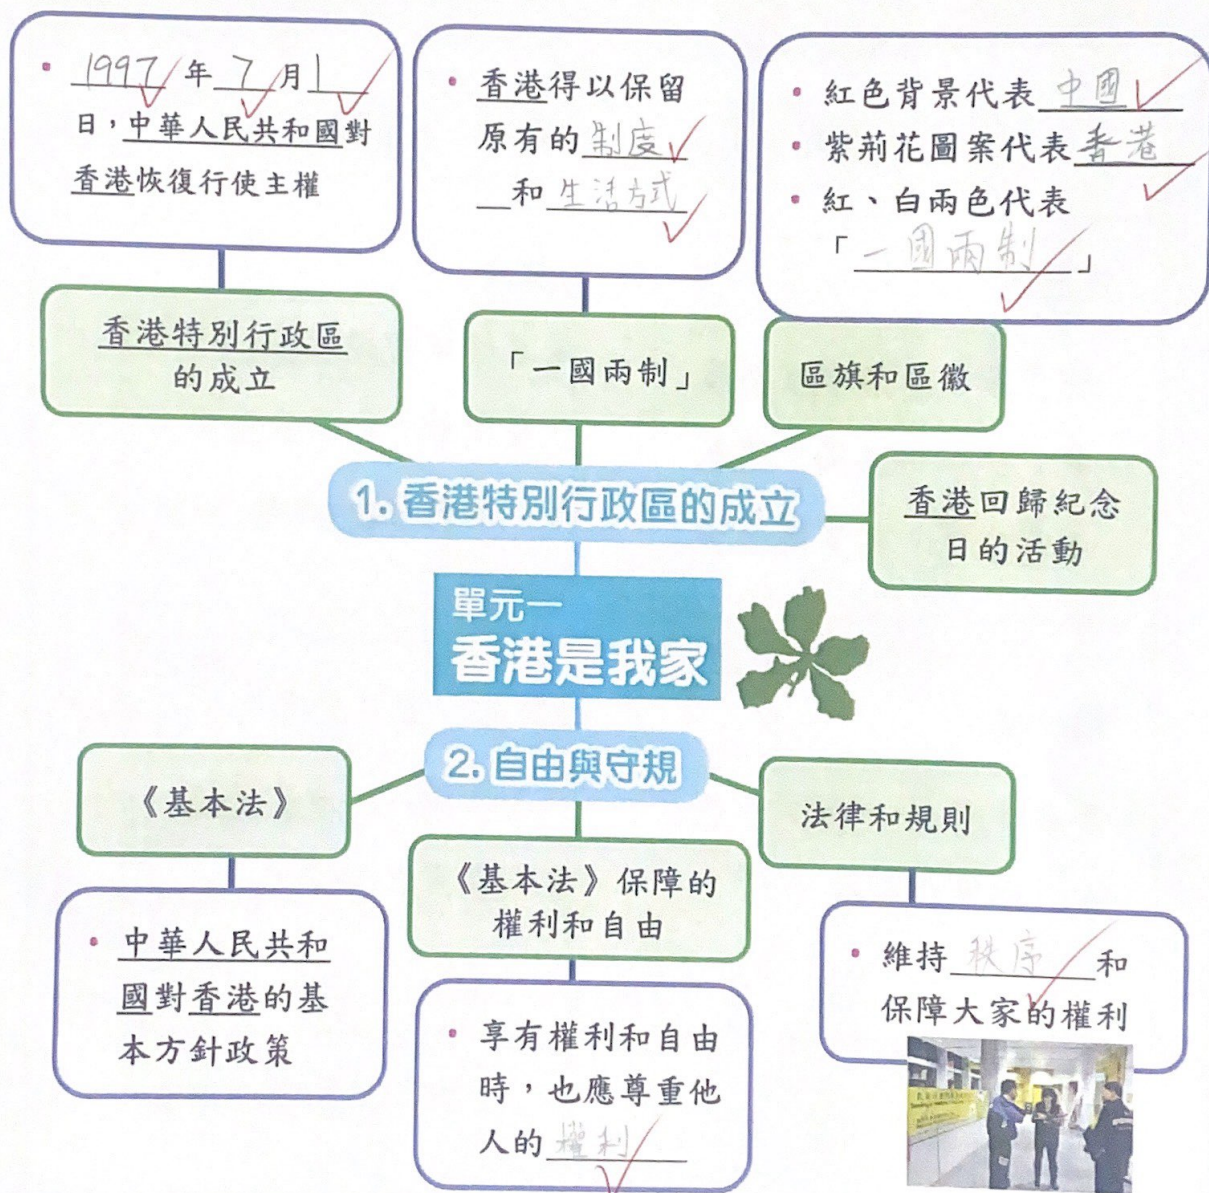 • 1997 年 7 月 1
日，中華人民共和國對
香港恢復行使主權
• 香港得以保留
原有的制度
和生活方式
• 紅色背景代表中國
• 紫荊花圖案代表香港
• 紅、白兩色代表
「一國兩制」
香港特別行政區
的成立
「一國兩制」
區旗和區徽
1. 香港特別行政區的成立
香港回歸紀念
日的活動
單元一
香港是我家
2. 自由與守規
《基本法》
《基本法》保障的
權利和自由
法律和規則
• 中華人民共和
國對香港的基
本方針政策
• 享有權利和自由
時，也應尊重他
人的權利
• 維持秩序和
保障大家的權利